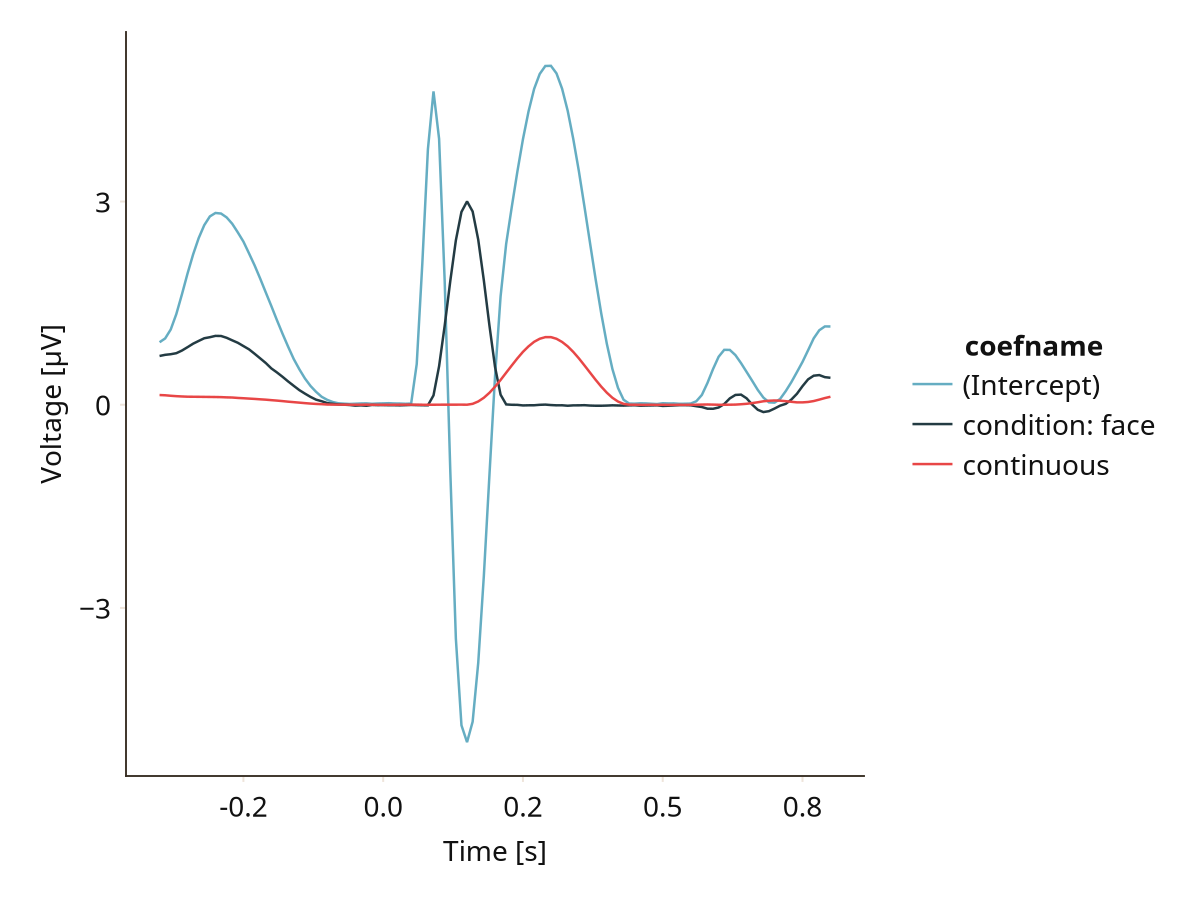 3
0
−3
Voltage [µV]
-0.2
0.0
0.2
0.5
0.8
Time [s]
coefname
(Intercept)
condition: face
continuous